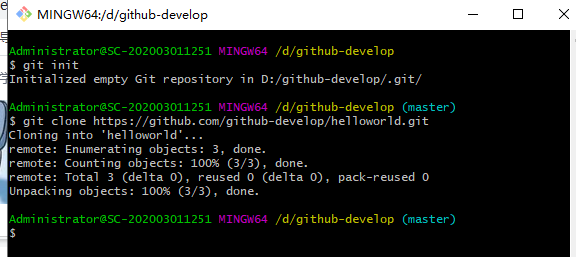 MINGW64:/d/github-develop
Administrator@SC-202003011251 MINGW64 /d/github-develop
$ git init
Initialized empty Git repository in D:/github-develop/.git/
Administrator@SC-202003011251 MINGW64 /d/github-develop (master)
$ git clone https://github.com/github-develop/helloworld.git
Cloning into 'helloworld'...
remote: Enumerating objects: 3, done.
remote: Counting objects: 100% (3/3), done.
remote: Total 3 (delta 0), reused 0 (delta 0), pack-reused 0
Unpacking objects: 100% (3/3), done.
Administrator@SC-202003011251 MINGW64 /d/github-develop (master)
$